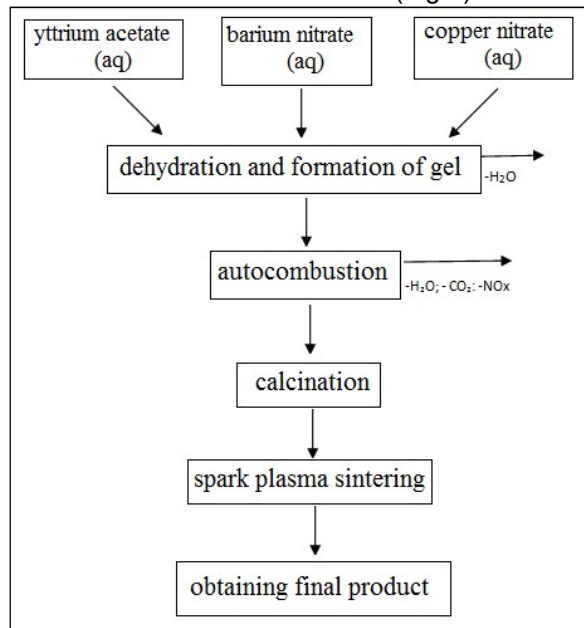 yttrium acetate
(aq)
barium nitrate
(aq)
copper nitrate
(aq)
dehydration and formation of gel
-H₂O
autocombustion
-H₂O; - CO₂: -NOx
calcination
spark plasma sintering
obtaining final product